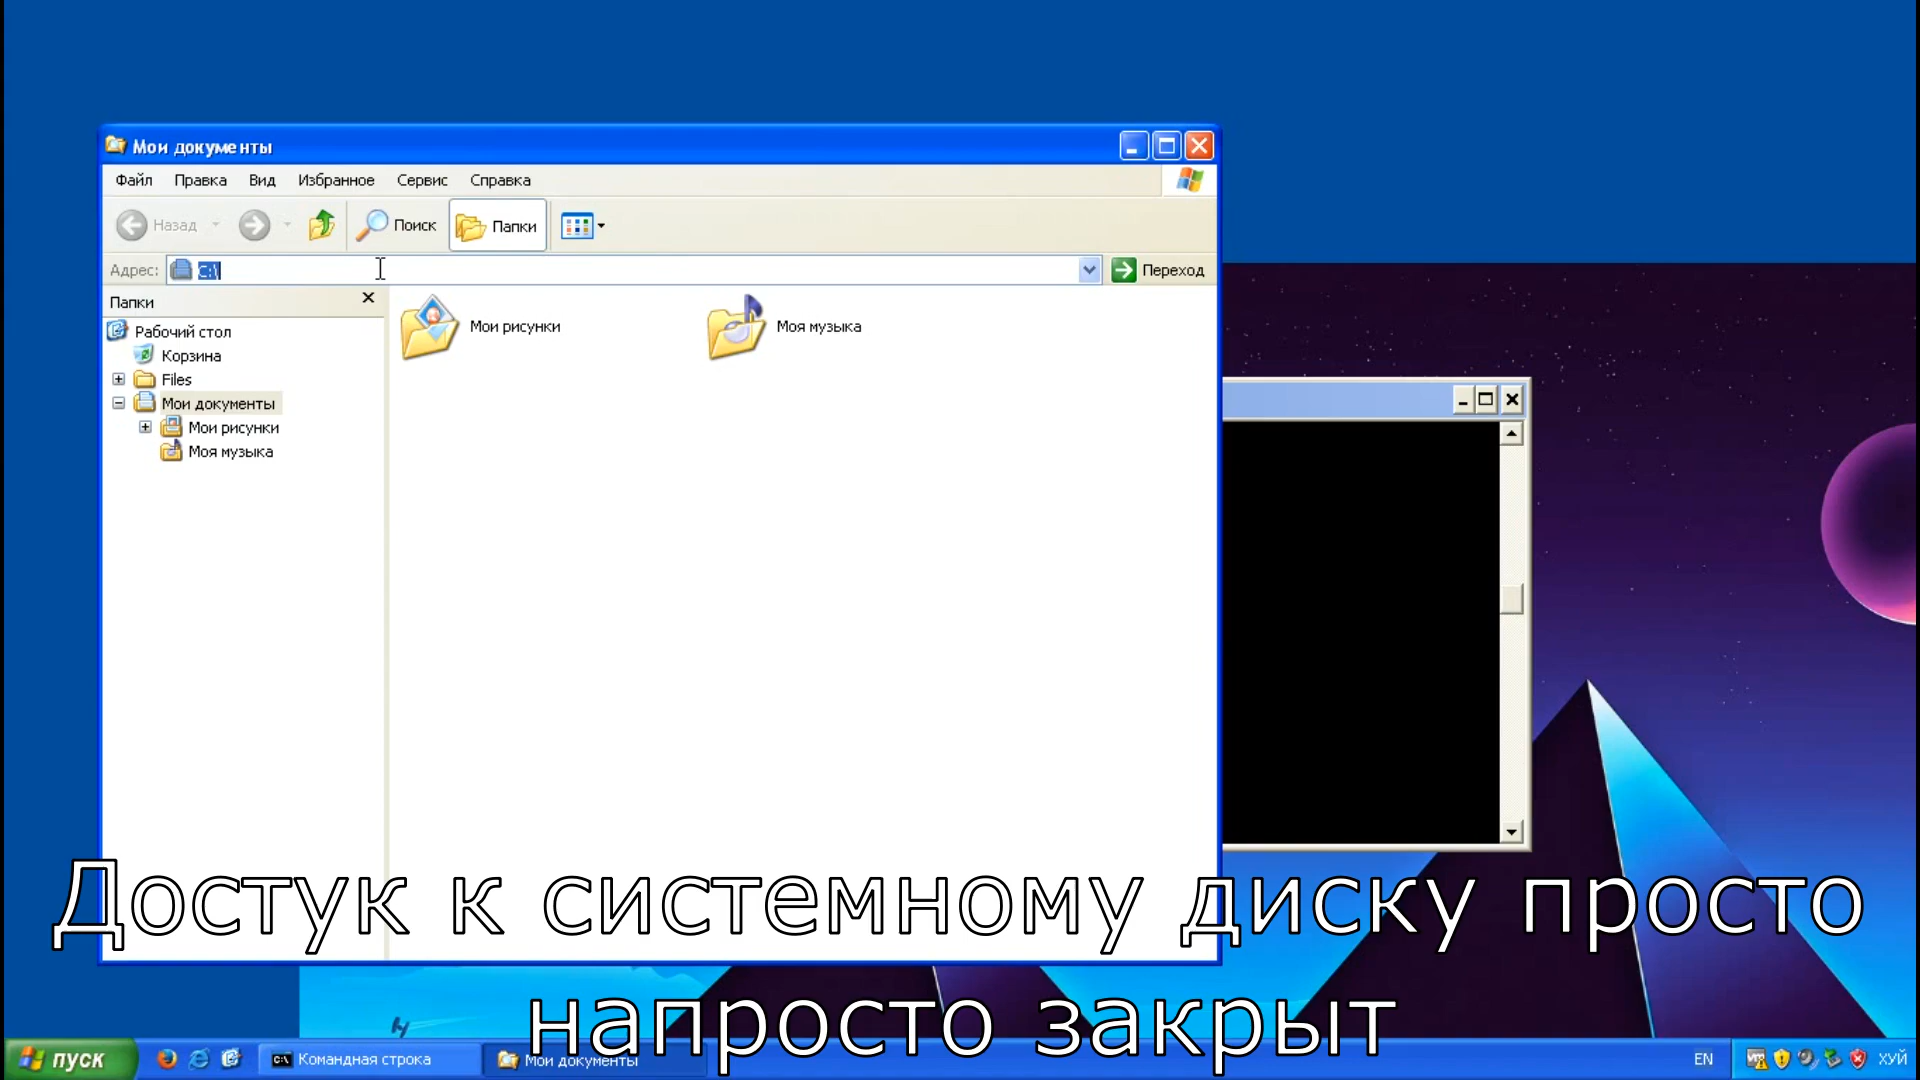 Мои документы
Файл Правка Вид Избранное Сервис Справка
Назад Поиск Папки
Адрес: C:\ Переход
Папки
Рабочий стол
Корзина
Files
Мои документы
Мои рисунки
Моя музыка
Мои рисунки Моя музыка
Достук к системному диску просто
напросто закрыт
пуск Командная строка Мои документы EN ХУЙ